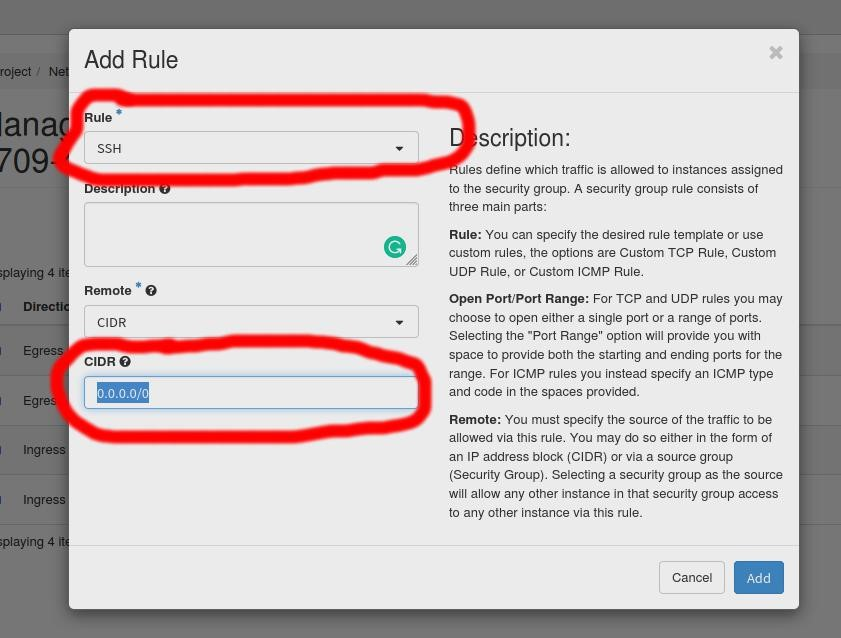 Add Rule
×
roject / Net
anag
709-
Rule *
SSH
Description
Remote *
CIDR
CIDR
0.0.0.0/0
splaying 4 ite
Directio
Egress
Egres
Ingress
Ingress
splaying 4 ite
Description:
Rules define which traffic is allowed to instances assigned
to the security group. A security group rule consists of
three main parts:
Rule: You can specify the desired rule template or use
custom rules, the options are Custom TCP Rule, Custom
UDP Rule, or Custom ICMP Rule.
Open Port/Port Range: For TCP and UDP rules you may
choose to open either a single port or a range of ports.
Selecting the "Port Range" option will provide you with
space to provide both the starting and ending ports for the
range. For ICMP rules you instead specify an ICMP type
and code in the spaces provided.
Remote: You must specify the source of the traffic to be
allowed via this rule. You may do so either in the form of
an IP address block (CIDR) or via a source group
(Security Group). Selecting a security group as the source
will allow any other instance in that security group access
to any other instance via this rule.
Cancel
Add